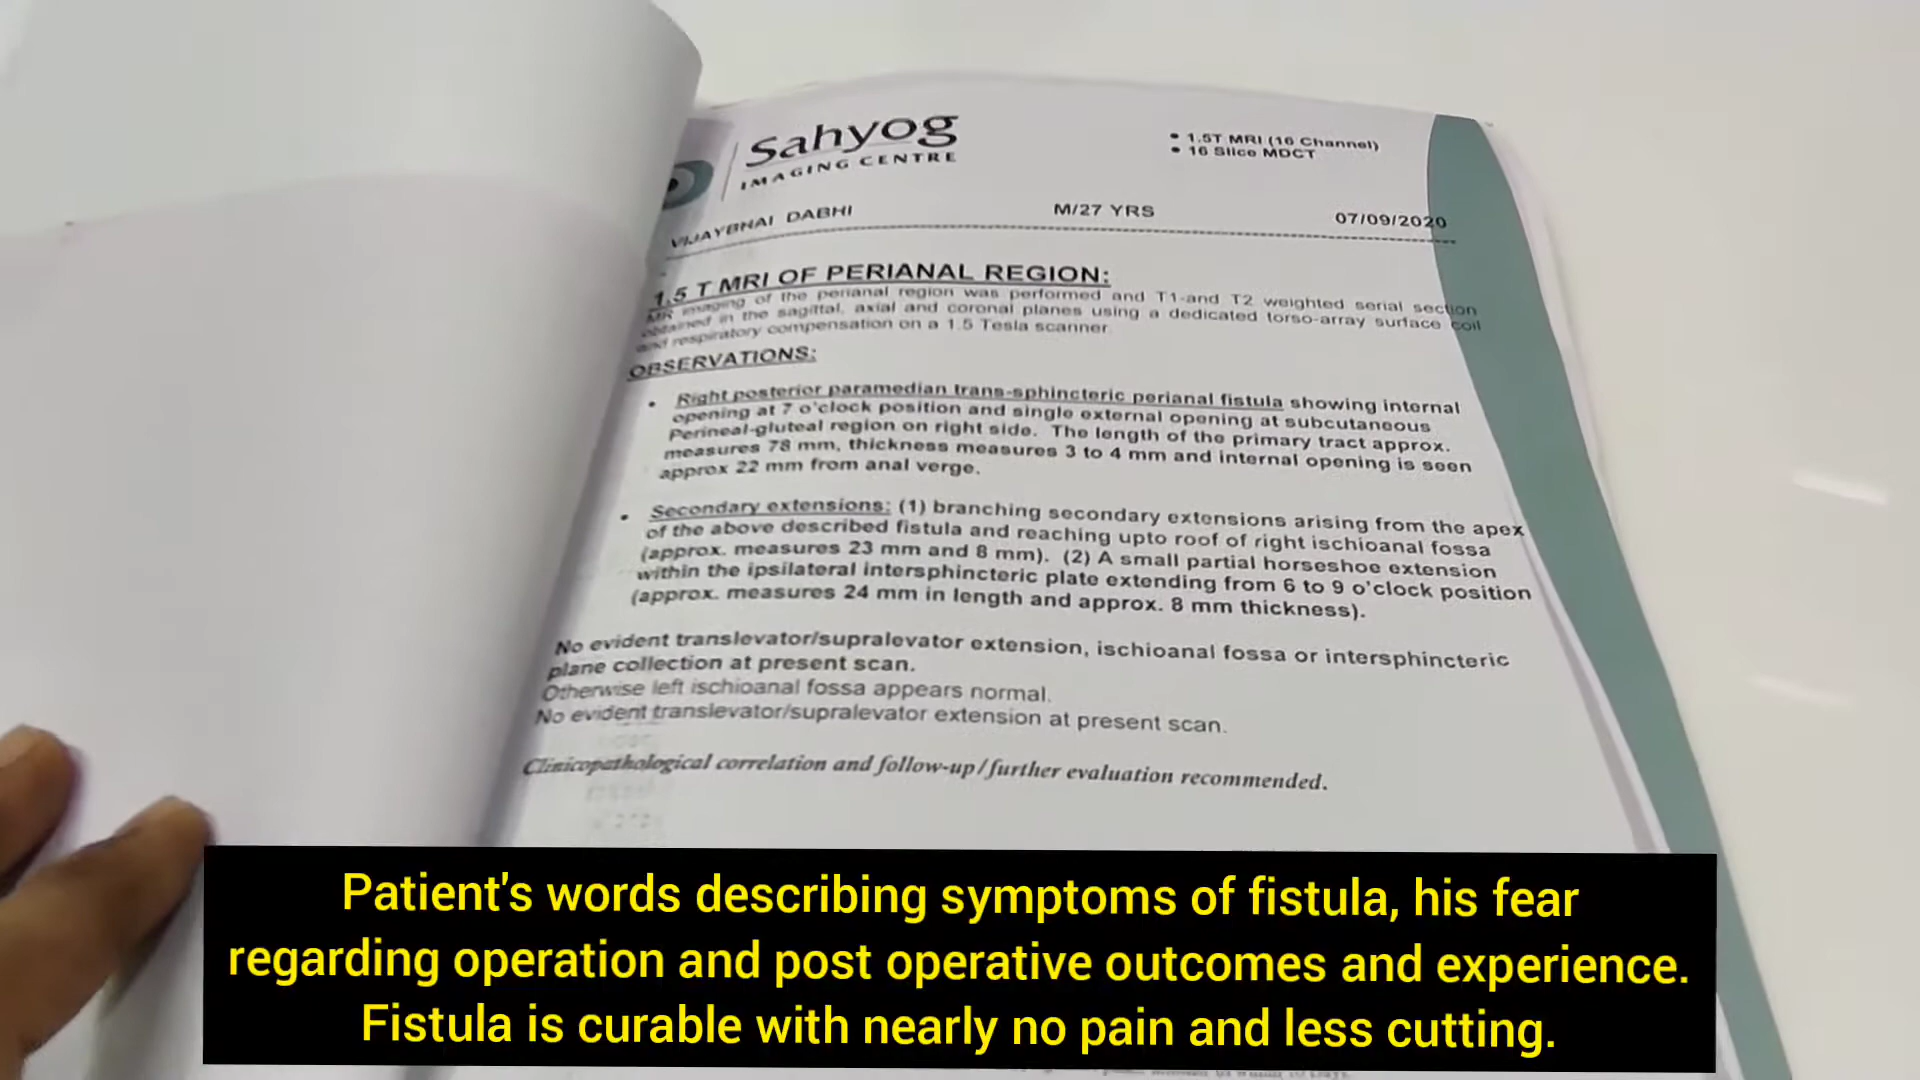 Sahyog
IMAGING CENTRE
• 1.5T MRI (16 Channel)
• 16 Slice MDCT
VIJAYBHAI DABHI M/27 YRS 07/09/2020
1.5 T MRI OF PERIANAL REGION:
MR imaging of the perianal region was performed and T1-and T2 weighted serial section
obtained in the sagittal, axial and coronal planes using a dedicated torso-array surface coil
and respiratory compensation on a 1.5 Tesla scanner.
OBSERVATIONS:
• Right posterior paramedian trans-sphincteric perianal fistula showing internal
opening at 7 o'clock position and single external opening at subcutaneous
Perineal-gluteal region on right side. The length of the primary tract approx.
measures 78 mm, thickness measures 3 to 4 mm and internal opening is seen
approx 22 mm from anal verge.
• Secondary extensions: (1) branching secondary extensions arising from the apex
of the above described fistula and reaching upto roof of right ischioanal fossa
(approx. measures 23 mm and 8 mm). (2) A small partial horseshoe extension
within the ipsilateral intersphincteric plate extending from 6 to 9 o'clock position
(approx. measures 24 mm in length and approx. 8 mm thickness).
No evident translevator/supralevator extension, ischioanal fossa or intersphincteric
plane collection at present scan.
Otherwise left ischioanal fossa appears normal.
No evident translevator/supralevator extension at present scan.
Clinicopathological correlation and follow-up/further evaluation recommended.
Patient's words describing symptoms of fistula, his fear
regarding operation and post operative outcomes and experience.
Fistula is curable with nearly no pain and less cutting.